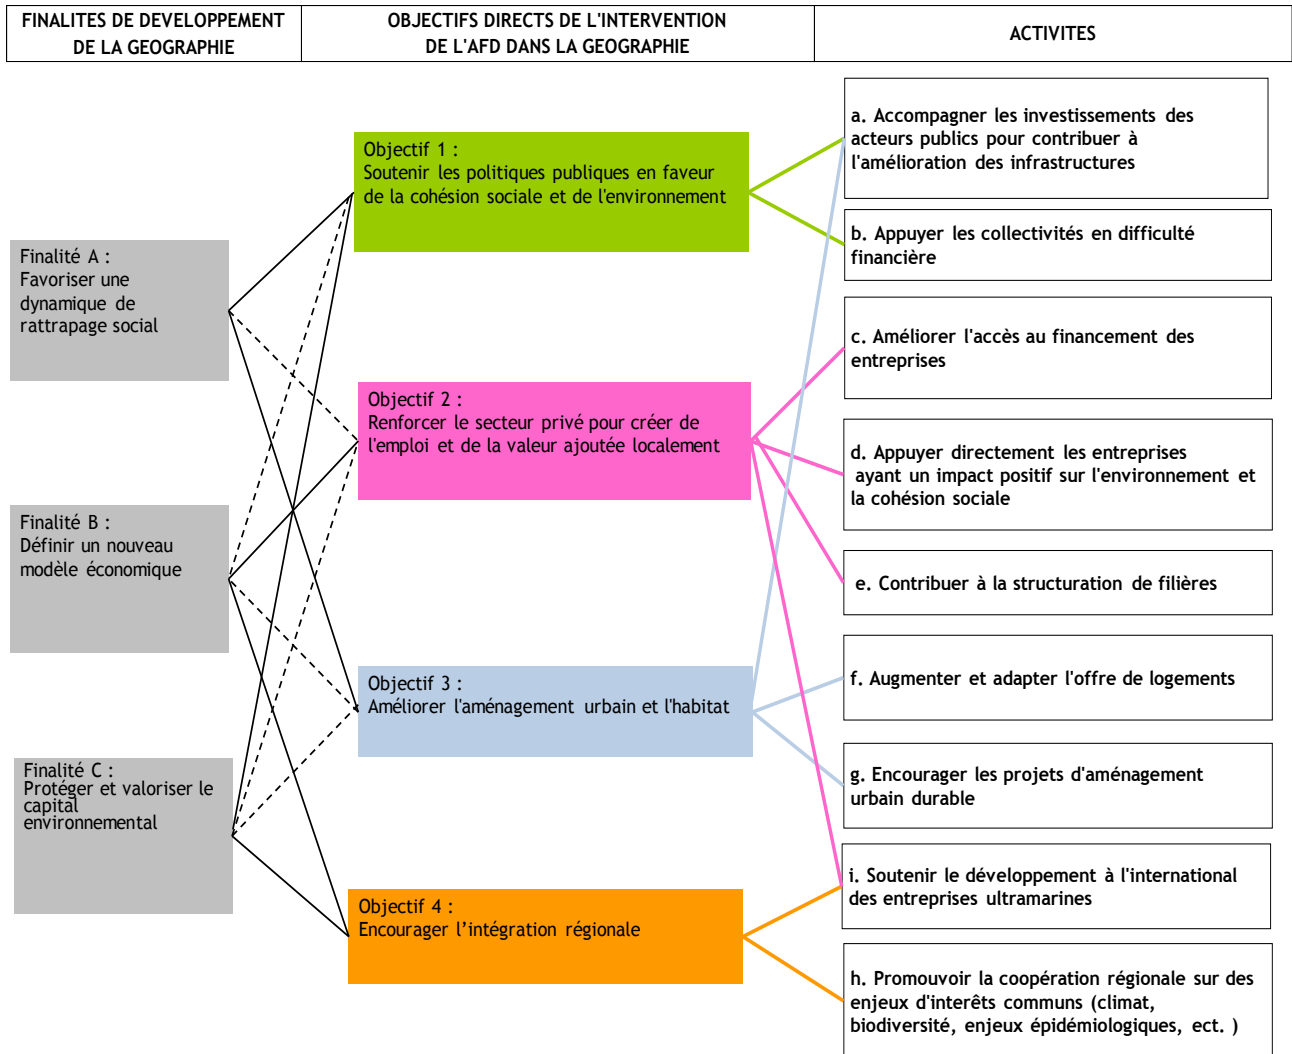 FINALITES DE DEVELOPPEMENT
DE LA GEOGRAPHIE
OBJECTIFS DIRECTS DE L'INTERVENTION
DE L'AFD DANS LA GEOGRAPHIE
ACTIVITES
Finalité A :
Favoriser une
dynamique de
rattrapage social
Finalité B :
Définir un nouveau
modèle économique
Finalité C :
Protéger et valoriser le
capital
environnemental
Objectif 1 :
Soutenir les politiques publiques en faveur
de la cohésion sociale et de l'environnement
Objectif 2 :
Renforcer le secteur privé pour créer de
l'emploi et de la valeur ajoutée localement
Objectif 3 :
Améliorer l'aménagement urbain et l'habitat
Objectif 4 :
Encourager l’intégration régionale
a. Accompagner les investissements des
acteurs publics pour contribuer à
l'amélioration des infrastructures
b. Appuyer les collectivités en difficulté
financière
c. Améliorer l'accès au financement des
entreprises
d. Appuyer directement les entreprises
ayant un impact positif sur l'environnement et
la cohésion sociale
e. Contribuer à la structuration de filières
f. Augmenter et adapter l'offre de logements
g. Encourager les projets d'aménagement
urbain durable
i. Soutenir le développement à l'international
des entreprises ultramarines
h. Promouvoir la coopération régionale sur des
enjeux d'interêts communs (climat,
biodiversité, enjeux épidémiologiques, ect. )